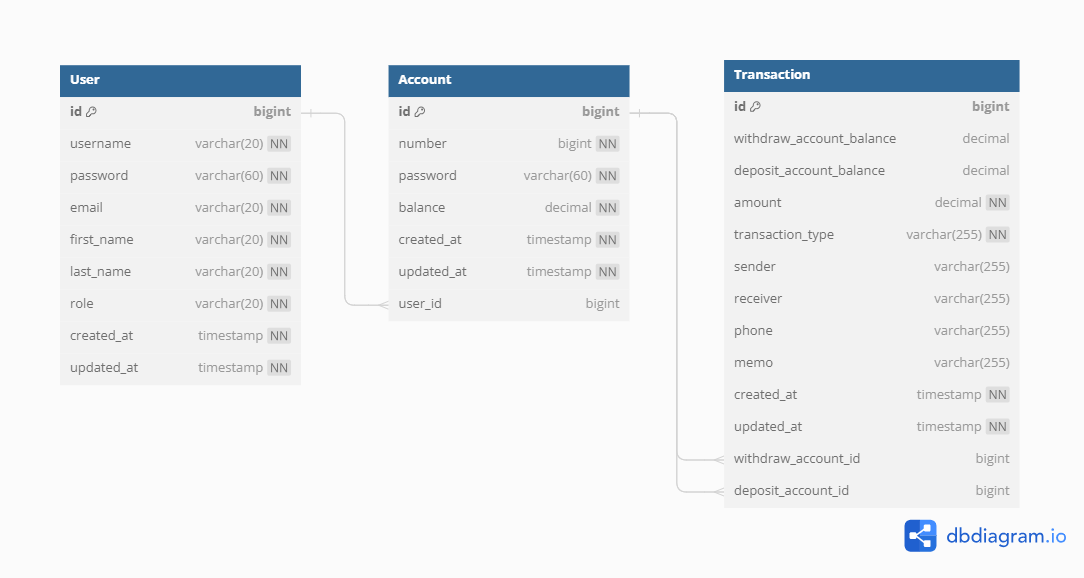 User
id bigint
username varchar(20) NN
password varchar(60) NN
email varchar(20) NN
first_name varchar(20) NN
last_name varchar(20) NN
role varchar(20) NN
created_at timestamp NN
updated_at timestamp NN
Account
id bigint
number bigint NN
password varchar(60) NN
balance decimal NN
created_at timestamp NN
updated_at timestamp NN
user_id bigint
Transaction
id bigint
withdraw_account_balance decimal
deposit_account_balance decimal
amount decimal NN
transaction_type varchar(255) NN
sender varchar(255)
receiver varchar(255)
phone varchar(255)
memo varchar(255)
created_at timestamp NN
updated_at timestamp NN
withdraw_account_id bigint
deposit_account_id bigint
dbdiagram.io